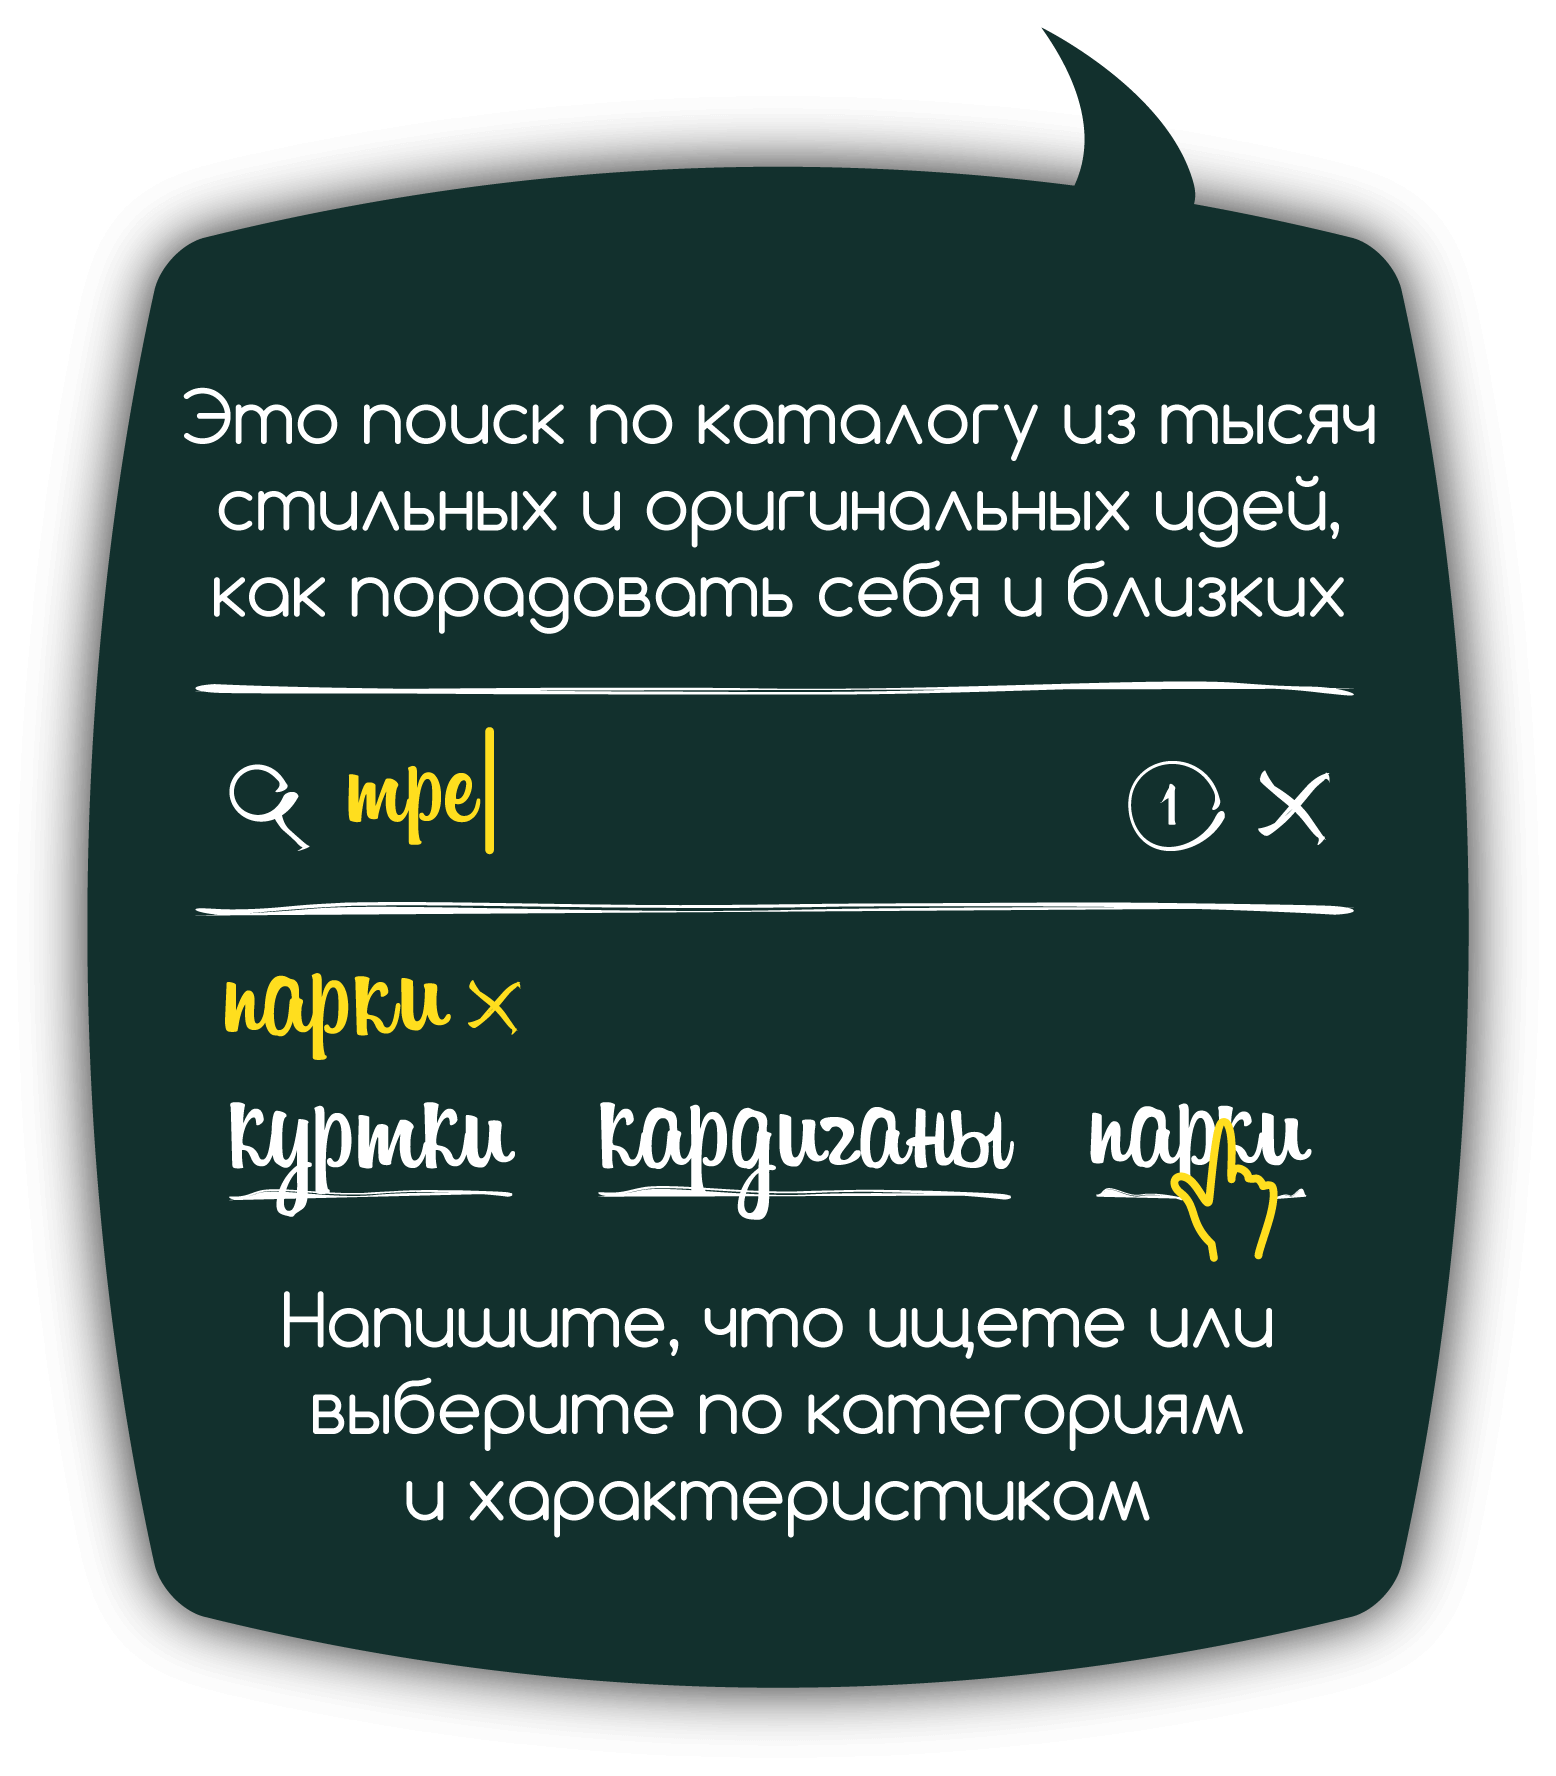 Это поиск по каталогу из тысяч
стильных и оригинальных идей,
как порадовать себя и близких
тре 1
парки x
куртки кардиганы парки
Напишите, что ищете или
выберите по категориям
и характеристикам